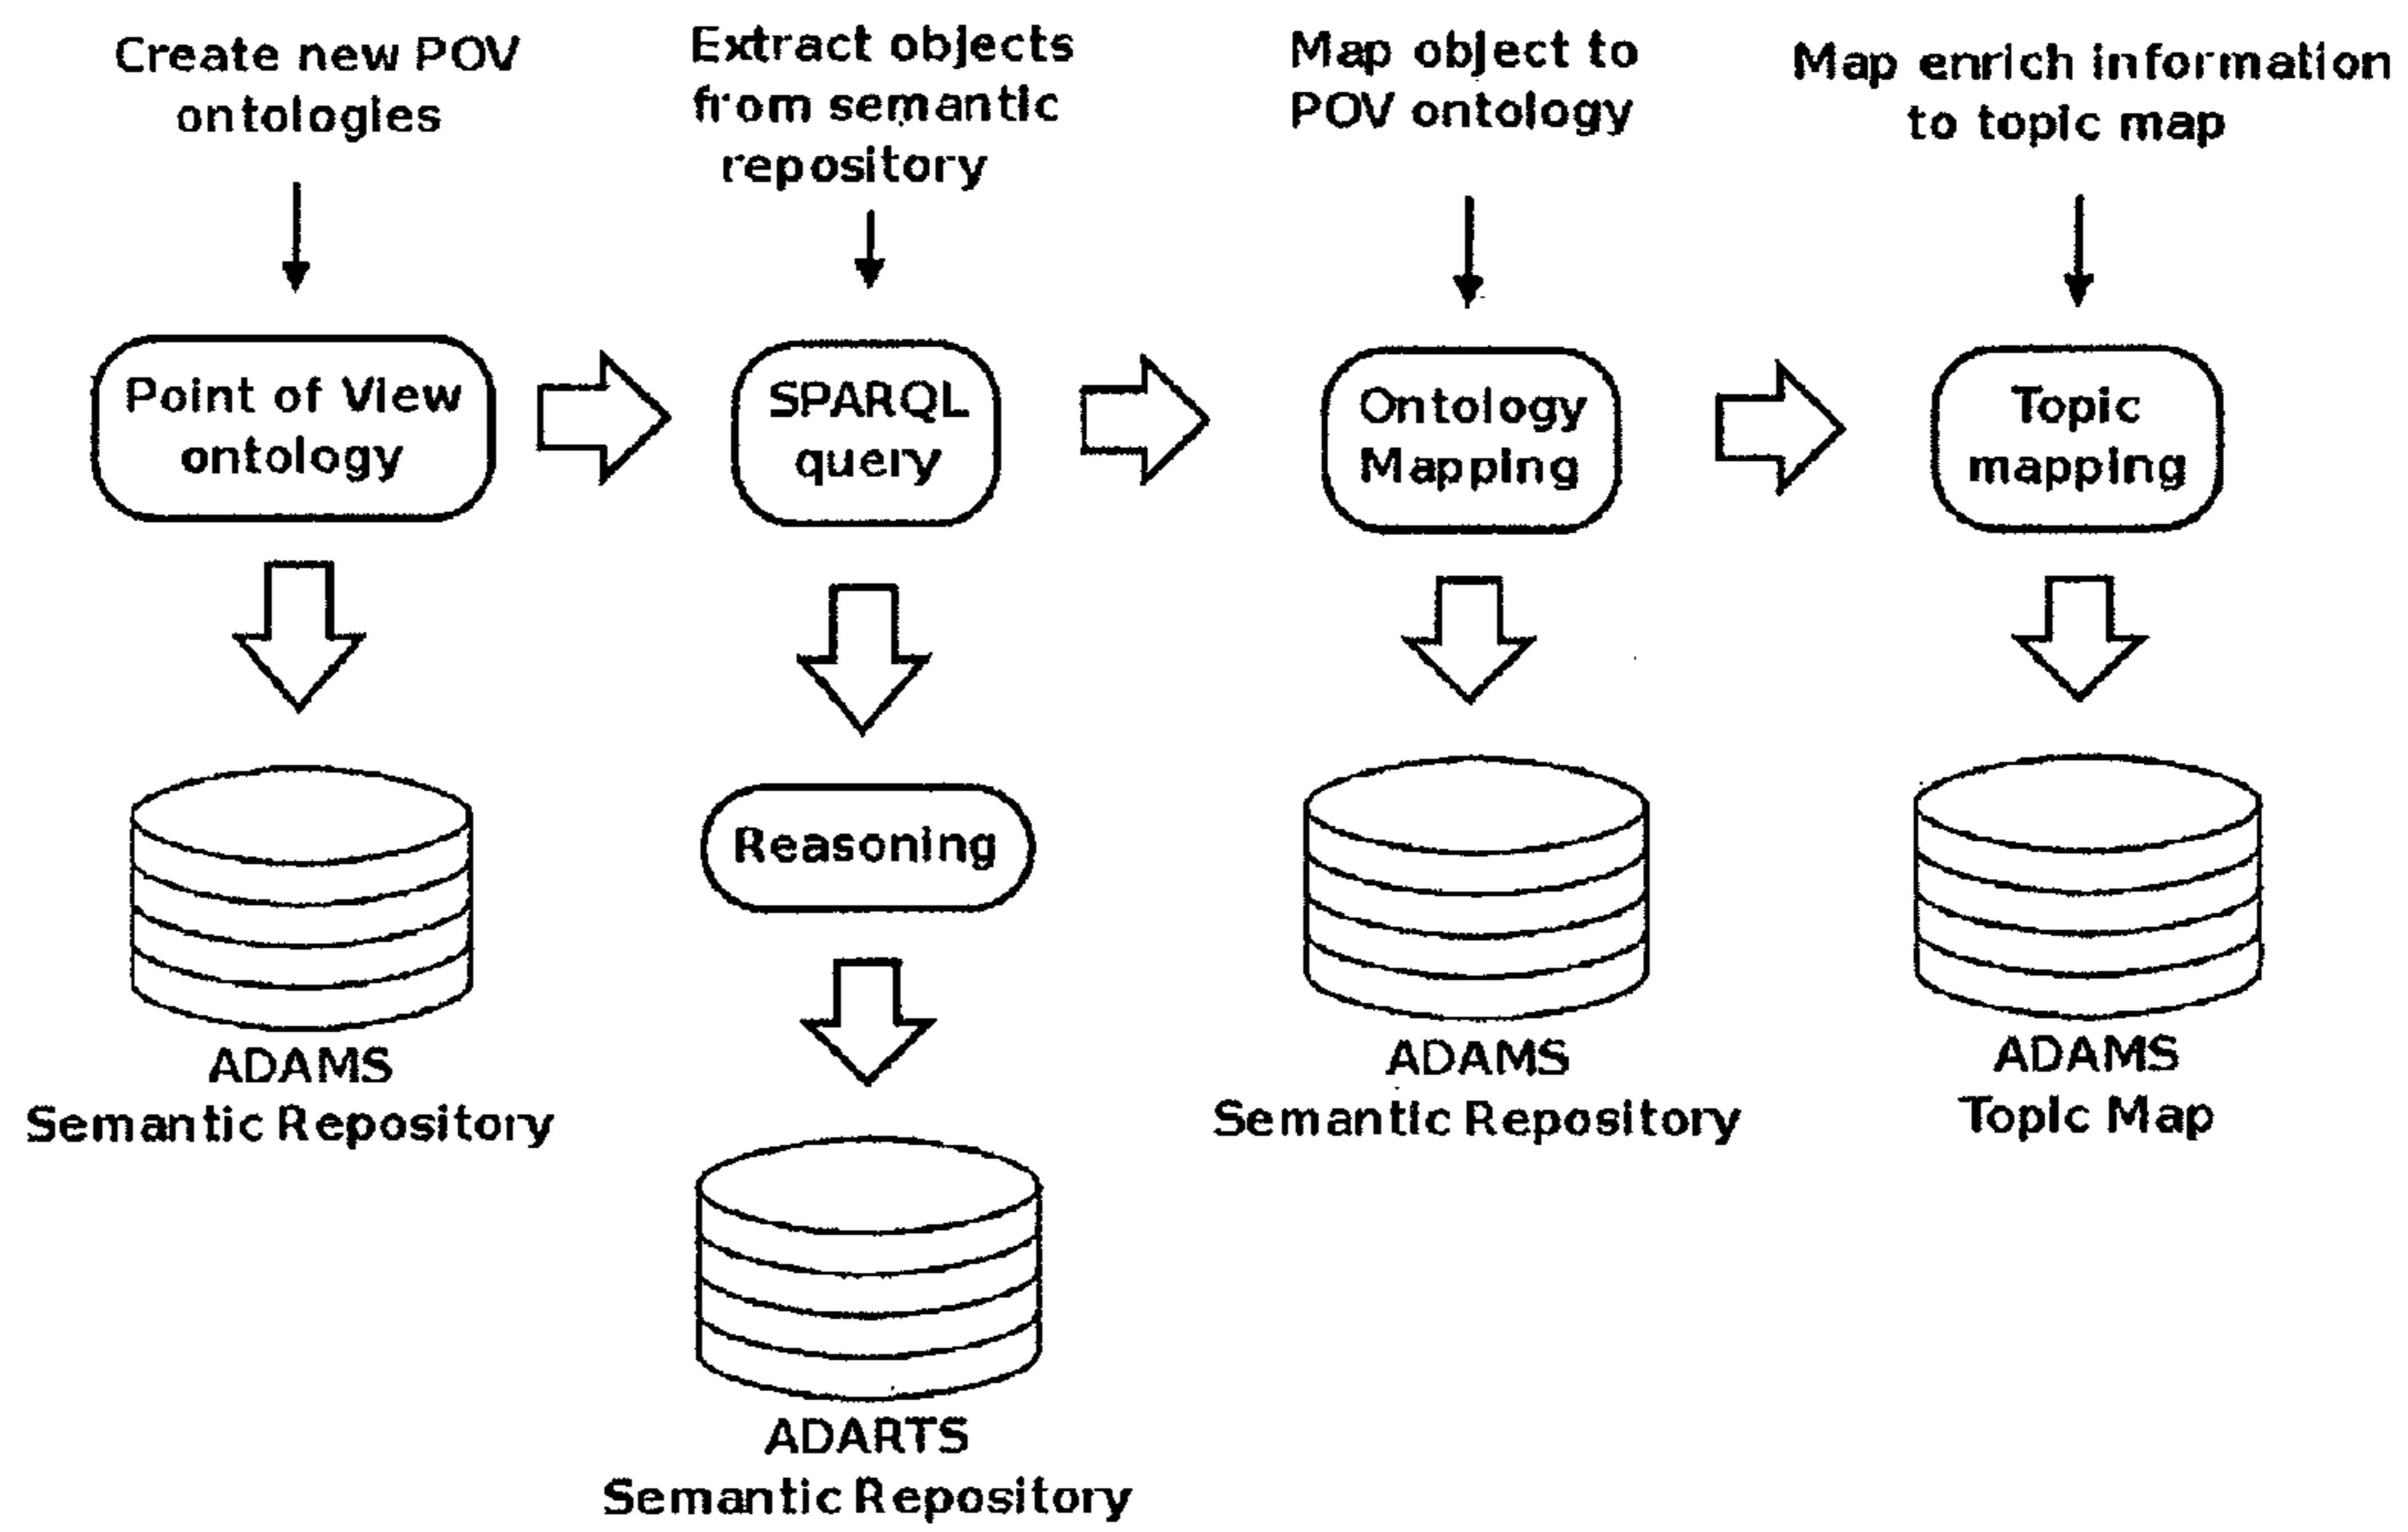 Create new POV
ontologies
Extract objects
from semantic
repository
Map object to
POV ontology
Map enrich information
to topic map
Point of View
ontology
SPARQL
query
Ontology
Mapping
Topic
mapping
Reasoning
ADAMS
Semantic Repository
ADAMS
Semantic Repository
ADAMS
Topic Map
ADARTS
Semantic Repository